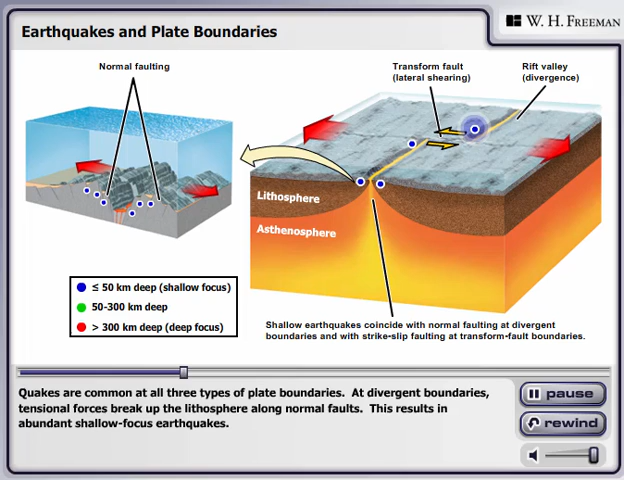 Earthquakes and Plate Boundaries
W. H. FREEMAN
Normal faulting
Transform fault
(lateral shearing)
Rift valley
(divergence)
Lithosphere
Asthenosphere
≤ 50 km deep (shallow focus)
50-300 km deep
> 300 km deep (deep focus)
Shallow earthquakes coincide with normal faulting at divergent
boundaries and with strike-slip faulting at transform-fault boundaries.
Quakes are common at all three types of plate boundaries.  At divergent boundaries,
tensional forces break up the lithosphere along normal faults.  This results in
abundant shallow-focus earthquakes.
pause
rewind